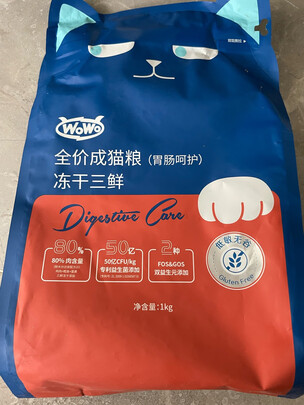 WOWO
全价成猫粮（胃肠呵护）
冻干三鲜
Digestive Care
80% 50亿 2种
80%肉含量 50亿CFU/kg FOS&GOS
专利益生菌添加 双益生元添加
低敏无谷
Gluten Free
净含量：1kg